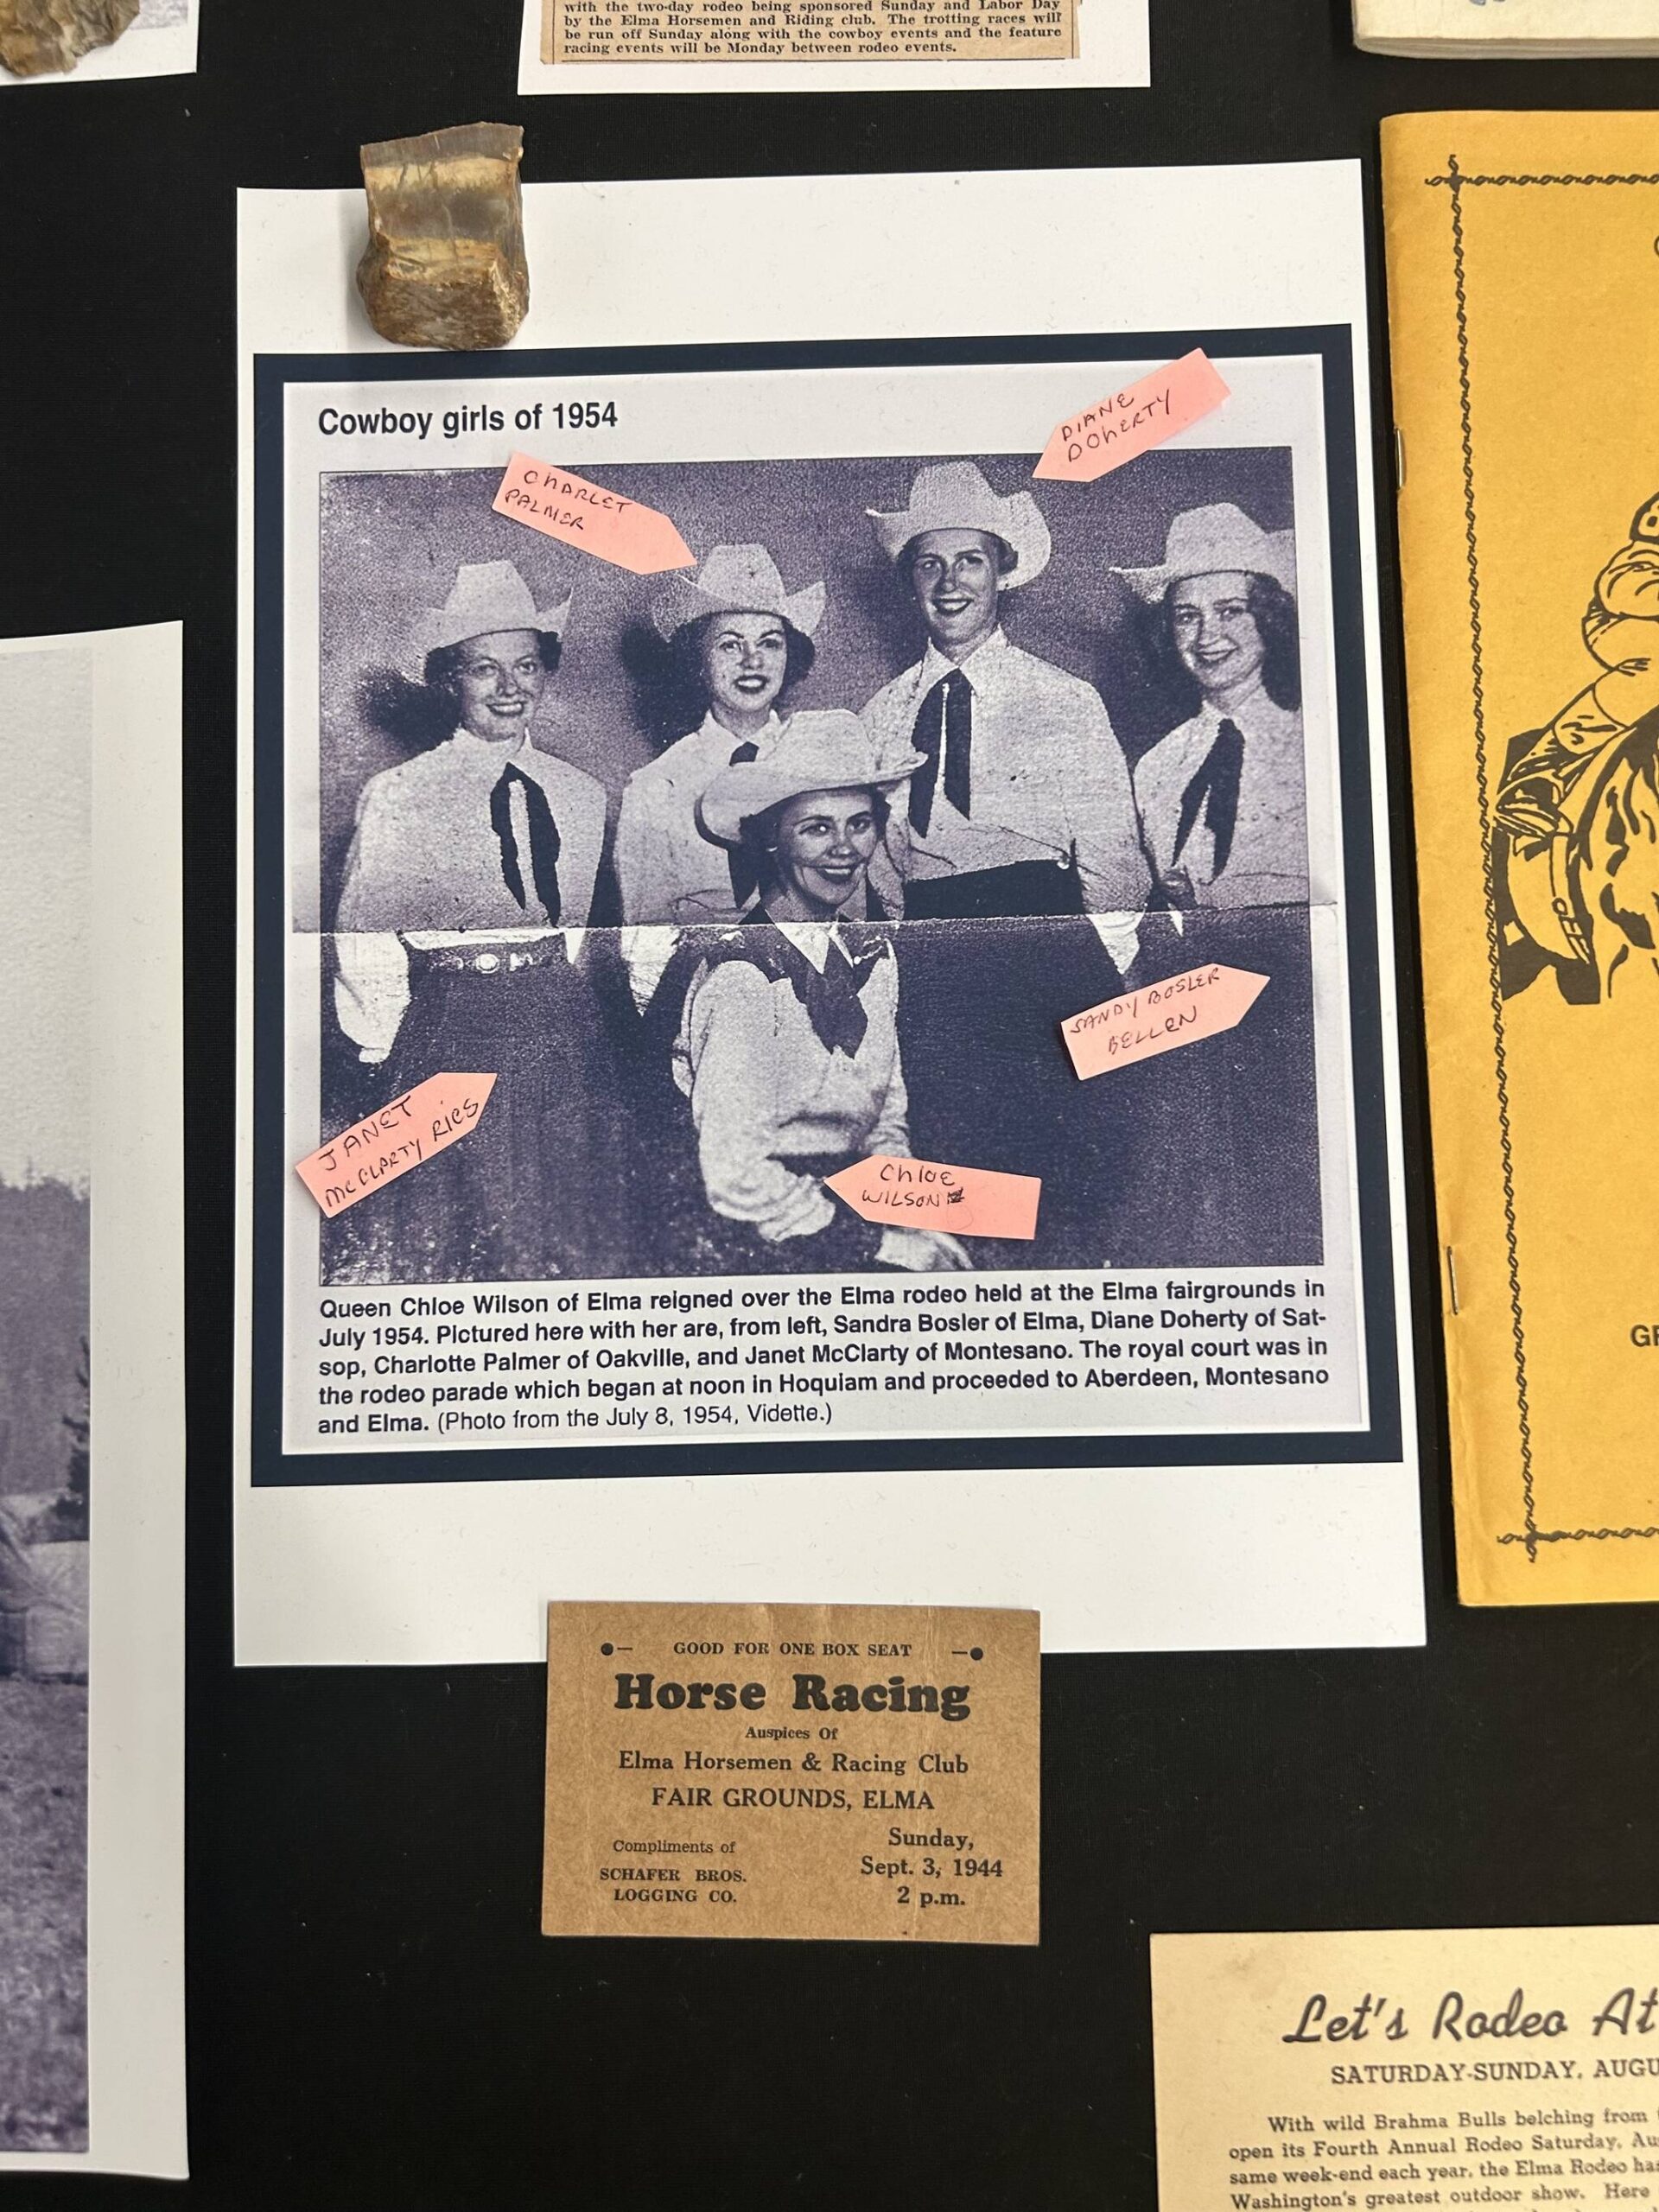 with the two-day rodeo being sponsored Sunday and Labor Day
by the Elma Horsemen and Riding club. The trotting races will
be run off Sunday along with the cowboy events and the feature
racing events will be Monday between rodeo events.
Cowboy girls of 1954
CHARLET
PALMER
DIANE
DOHERTY
SANDY BOSLER
BELLEN
JANET
MCCLARTY RIES
ChloE
WILSON
Queen Chloe Wilson of Elma reigned over the Elma rodeo held at the Elma fairgrounds in
July 1954. Pictured here with her are, from left, Sandra Bosler of Elma, Diane Doherty of Sat-
sop, Charlotte Palmer of Oakville, and Janet McClarty of Montesano. The royal court was in
the rodeo parade which began at noon in Hoquiam and proceeded to Aberdeen, Montesano
and Elma. (Photo from the July 8, 1954, Vidette.)
GOOD FOR ONE BOX SEAT
Horse Racing
Auspices Of
Elma Horsemen & Racing Club
FAIR GROUNDS, ELMA
Compliments of
SCHAFER BROS.
LOGGING CO.
Sunday,
Sept. 3, 1944
2 p.m.
Let's Rodeo At
SATURDAY-SUNDAY, AUGU
With wild Brahma Bulls belching from
open its Fourth Annual Rodeo Saturday, Au
same week-end each year, the Elma Rodeo ha
Washington's greatest outdoor show. Here